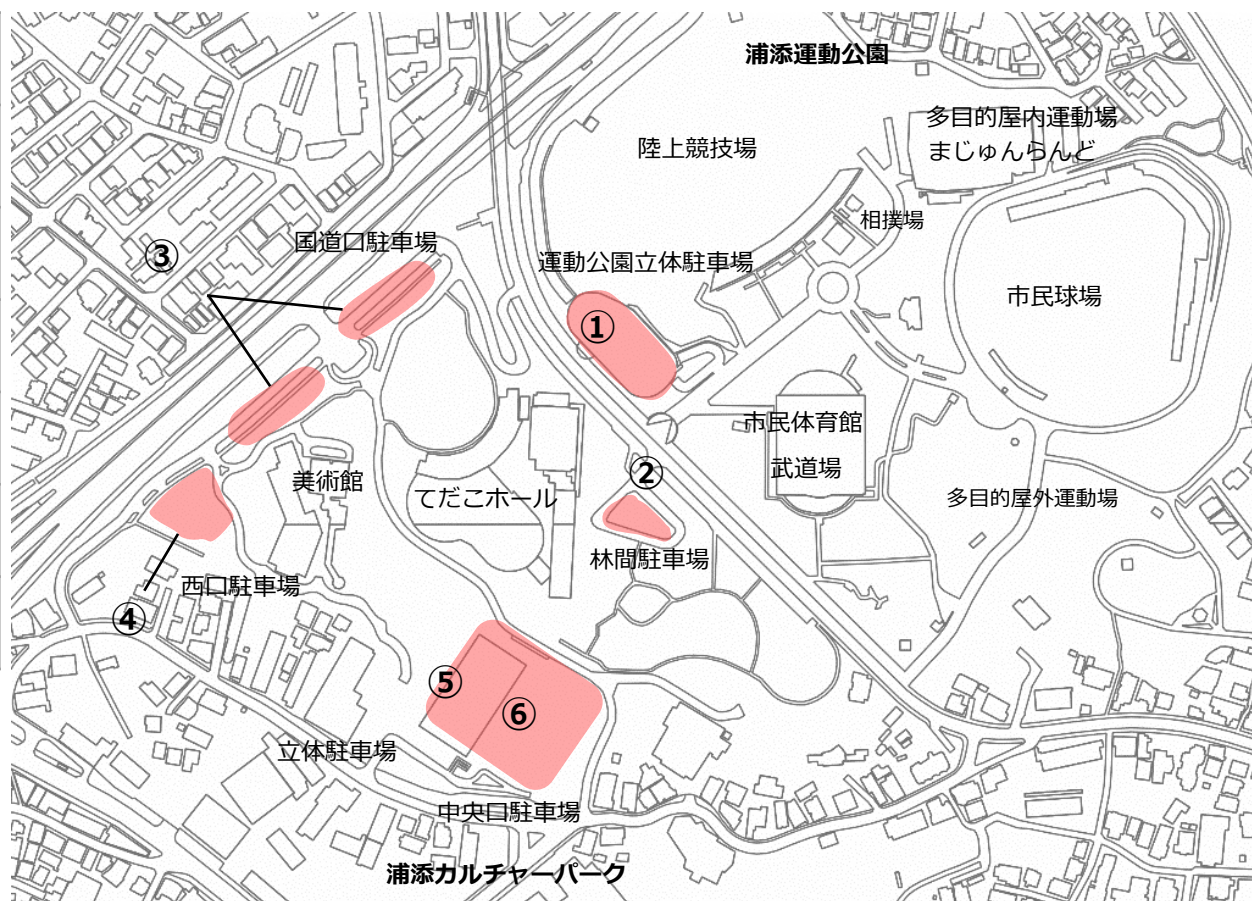 浦添運動公園
多目的屋内運動場
まじゅんらんど
陸上競技場
相撲場
国道口駐車場
③
運動公園立体駐車場
①
市民球場
市民体育館
武道場
②
美術館
てだこホール
多目的屋外運動場
林間駐車場
西口駐車場
④
⑤
⑥
立体駐車場
中央口駐車場
浦添カルチャーパーク